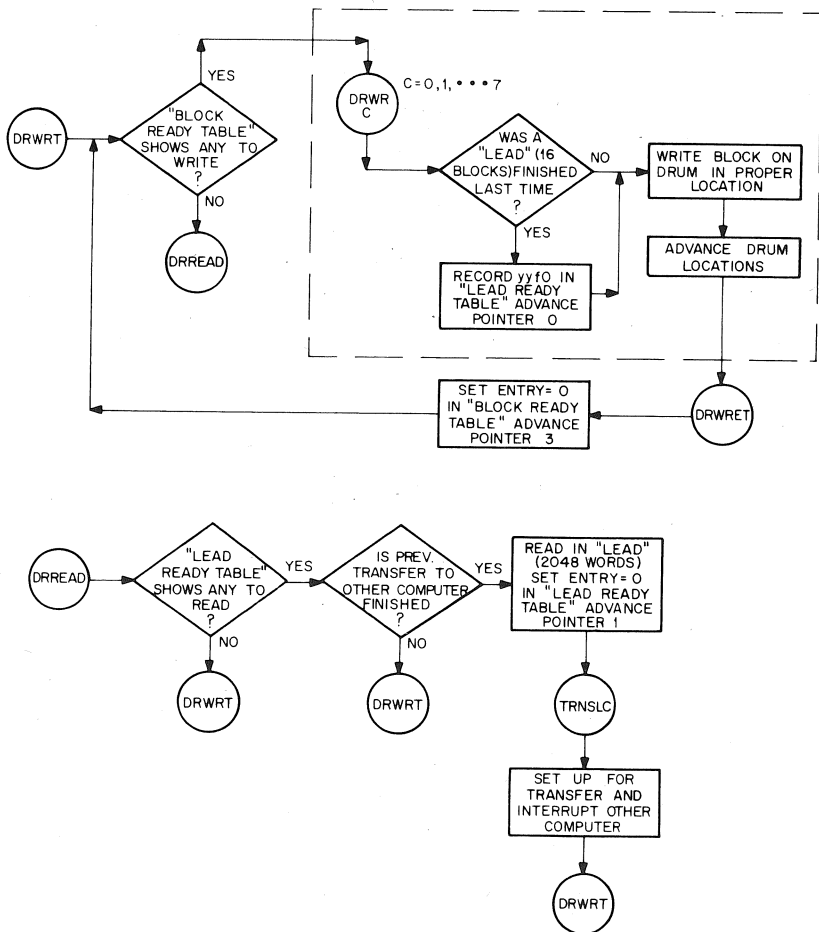 YES
DRWR
C
C=0,1, • • • 7
DRWRT
"BLOCK
READY TABLE"
SHOWS ANY TO
WRITE
?
NO
DRREAD
WAS A
"LEAD" (16
BLOCKS) FINISHED
LAST TIME
?
NO
YES
WRITE BLOCK ON
DRUM IN PROPER
LOCATION
RECORD yyf0 IN
"LEAD READY
TABLE" ADVANCE
POINTER 0
ADVANCE DRUM
LOCATIONS
SET ENTRY= 0
IN "BLOCK READY
TABLE" ADVANCE
POINTER 3
DRWRET
DRREAD
"LEAD
READY TABLE"
SHOWS ANY TO
READ
?
YES
NO
DRWRT
IS PREV.
TRANSFER TO
OTHER COMPUTER
FINISHED
?
YES
NO
DRWRT
READ IN "LEAD"
(2048 WORDS)
SET ENTRY= 0
IN "LEAD READY
TABLE" ADVANCE
POINTER 1
TRNSLC
SET UP FOR
TRANSFER AND
INTERRUPT OTHER
COMPUTER
DRWRT